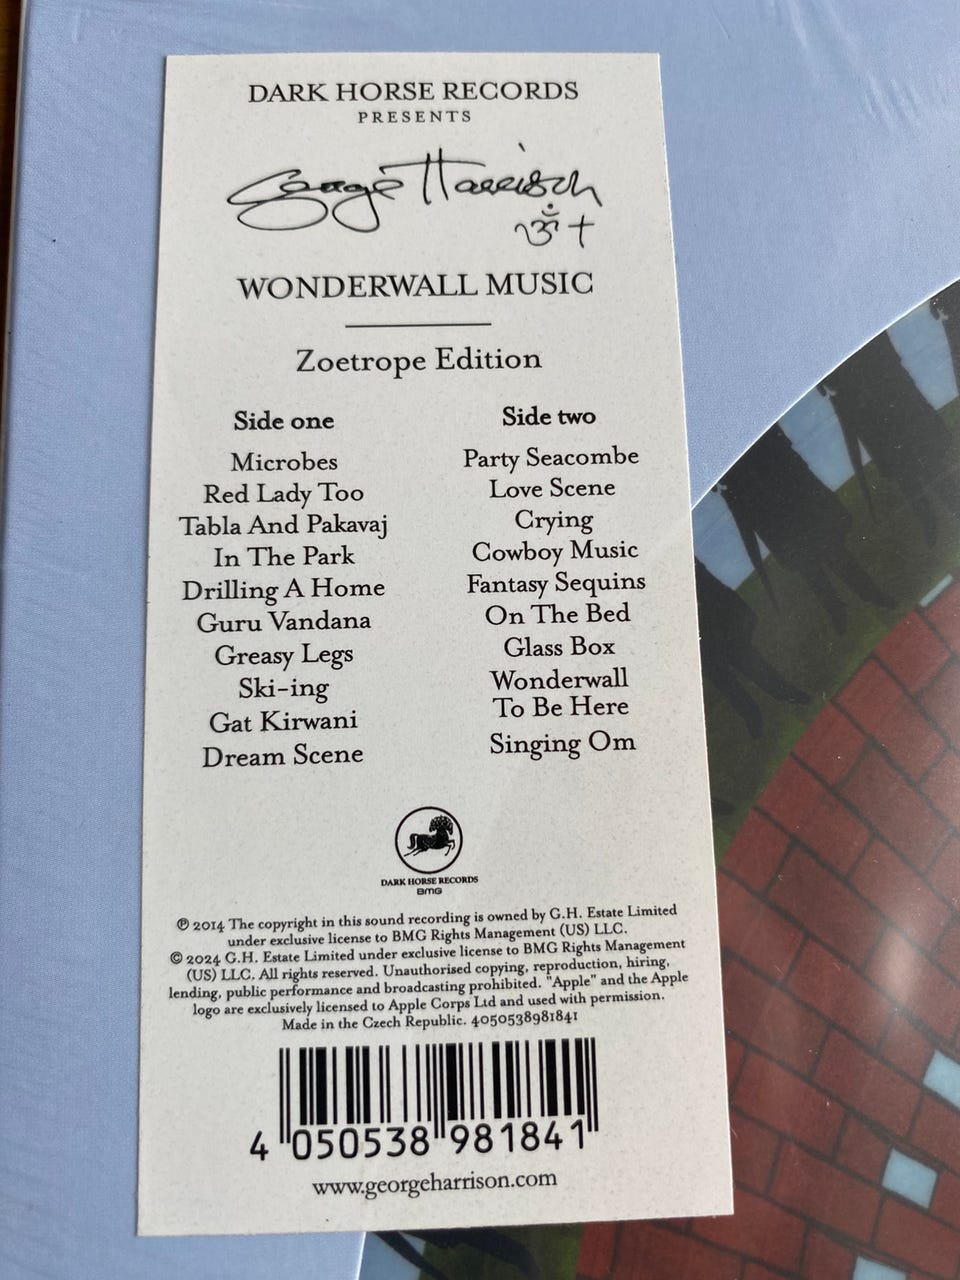 DARK HORSE RECORDS
PRESENTS
George Harrison
ॐ †
WONDERWALL MUSIC
Zoetrope Edition
Side one
Microbes
Red Lady Too
Tabla And Pakavaj
In The Park
Drilling A Home
Guru Vandana
Greasy Legs
Ski-ing
Gat Kirwani
Dream Scene
Side two
Party Seacombe
Love Scene
Crying
Cowboy Music
Fantasy Sequins
On The Bed
Glass Box
Wonderwall
To Be Here
Singing Om
DARK HORSE RECORDS
BMG
℗ 2014 The copyright in this sound recording is owned by G.H. Estate Limited
under exclusive license to BMG Rights Management (US) LLC.
© 2024 G.H. Estate Limited under exclusive license to BMG Rights Management
(US) LLC. All rights reserved. Unauthorised copying, reproduction, hiring,
lending, public performance and broadcasting prohibited. "Apple" and the Apple
logo are exclusively licensed to Apple Corps Ltd and used with permission.
Made in the Czech Republic. 4050538981841
4 050538 981841
www.georgeharrison.com